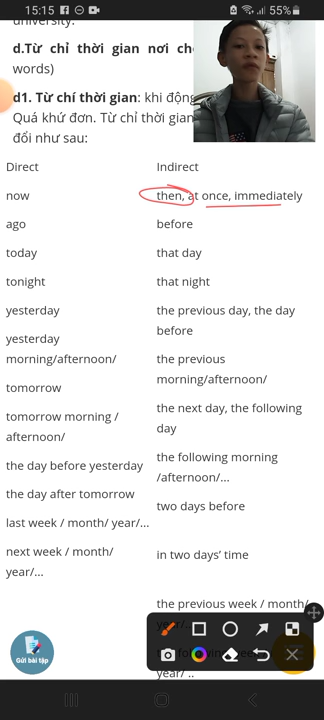 15:15
55%
university.
d.Từ chỉ thời gian nơi
words)
d1. Từ chí thời gian: khi động
Quá khứ đơn. Từ chỉ thời gian
đổi như sau:
Direct Indirect
now then, at once, immediately
ago before
today that day
tonight that night
yesterday the previous day, the day before
yesterday morning/afternoon/ the previous morning/afternoon/
tomorrow the next day, the following day
tomorrow morning / afternoon/ the following morning /afternoon/...
the day before yesterday two days before
the day after tomorrow in two days’ time
last week / month/ year/... the previous week / month/
next week / month/ year/... year/ ..
Gửi bài tập